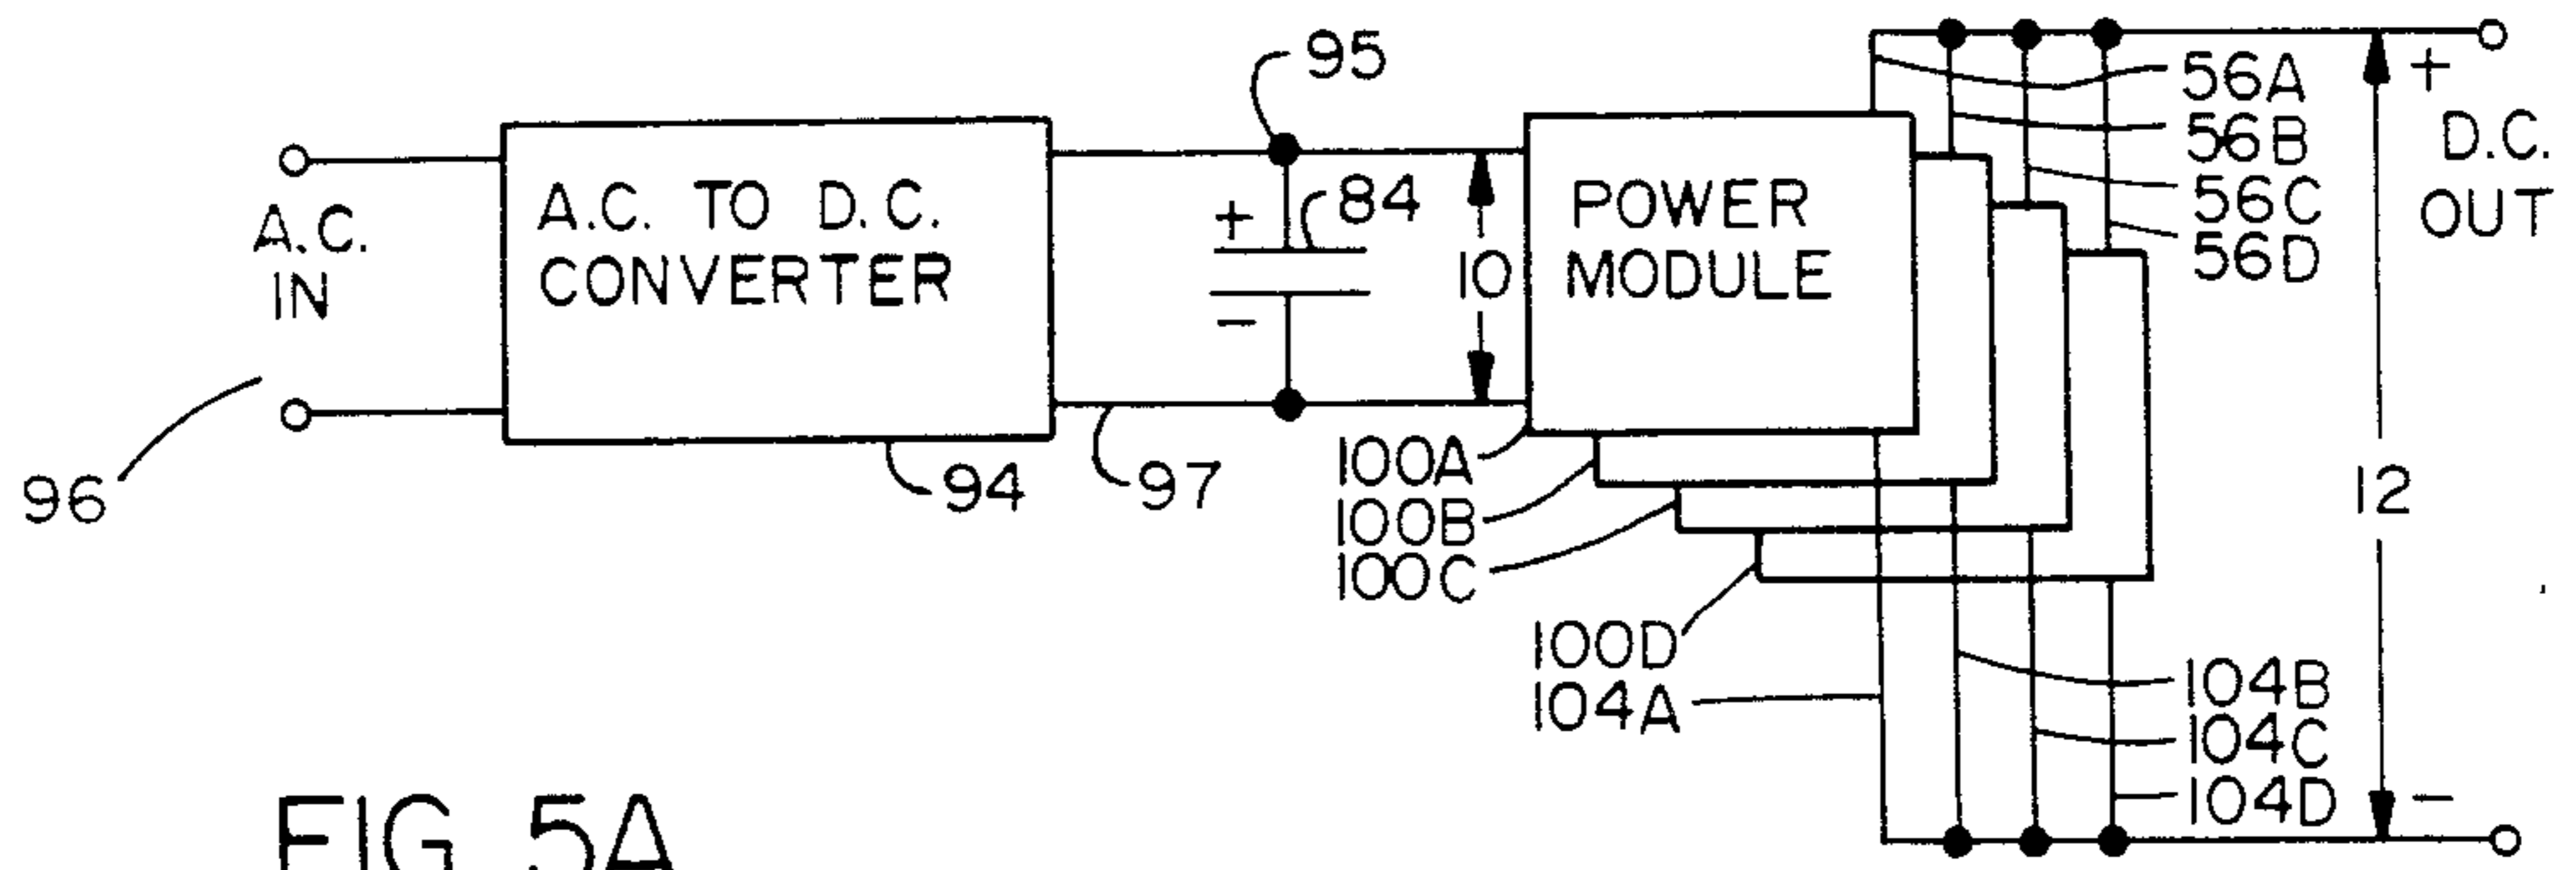 95
56A
+
56B
D.C.
OUT
56C
56D
A.C.
IN
A.C. TO D.C.
CONVERTER
+
84
-
10
POWER
MODULE
96
94
97
100A
100B
100C
100D
104A
12
104B
104C
104D
-
FIG 5A